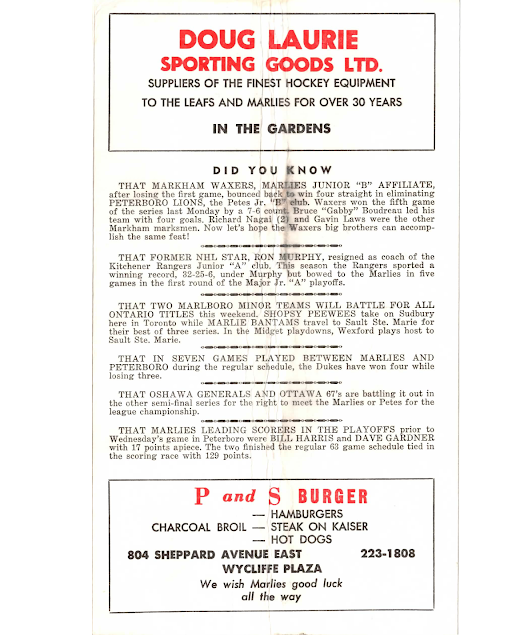 DOUG LAURIE
SPORTING GOODS LTD.
SUPPLIERS OF THE FINEST HOCKEY EQUIPMENT
TO THE LEAFS AND MARLIES FOR OVER 30 YEARS
IN THE GARDENS
DID YOU KNOW
THAT MARKHAM WAXERS, MARLIES JUNIOR "B" AFFILIATE,
after losing the first game, bounced back to win four straight in eliminating
PETERBORO LIONS, the Petes Jr. "B" club. Waxers won the fifth game
of the series last Monday by a 7-6 count. Bruce "Gabby" Boudreau led his
team with four goals. Richard Nagai (2) and Gavin Laws were the other
Markham marksmen. Now let's hope the Waxers big brothers can accomp-
lish the same feat!
THAT FORMER NHL STAR, RON MURPHY, resigned as coach of the
Kitchener Rangers Junior "A" club. This season the Rangers sported a
winning record, 32-25-6, under Murphy but bowed to the Marlies in five
games in the first round of the Major Jr. "A" playoffs.
THAT TWO MARLBORO MINOR TEAMS WILL BATTLE FOR ALL
ONTARIO TITLES this weekend. SHOPSY PEEWEES take on Sudbury
here in Toronto while MARLIE BANTAMS travel to Sault Ste. Marie for
their best of three series. In the Midget playdowns, Wexford plays host to
Sault Ste. Marie.
THAT IN SEVEN GAMES PLAYED BETWEEN MARLIES AND
PETERBORO during the regular schedule, the Dukes have won four while
losing three.
THAT OSHAWA GENERALS AND OTTAWA 67's are battling it out in
the other semi-final series for the right to meet the Marlies or Petes for the
league championship.
THAT MARLIES LEADING SCORERS IN THE PLAYOFFS prior to
Wednesday's game in Peterboro were BILL HARRIS and DAVE GARDNER
with 17 points apiece. The two finished the regular 63 game schedule tied in
the scoring race with 129 points.
P and S BURGER
— HAMBURGERS
CHARCOAL BROIL — STEAK ON KAISER
— HOT DOGS
804 SHEPPARD AVENUE EAST 223-1808
WYCLIFFE PLAZA
We wish Marlies good luck
all the way